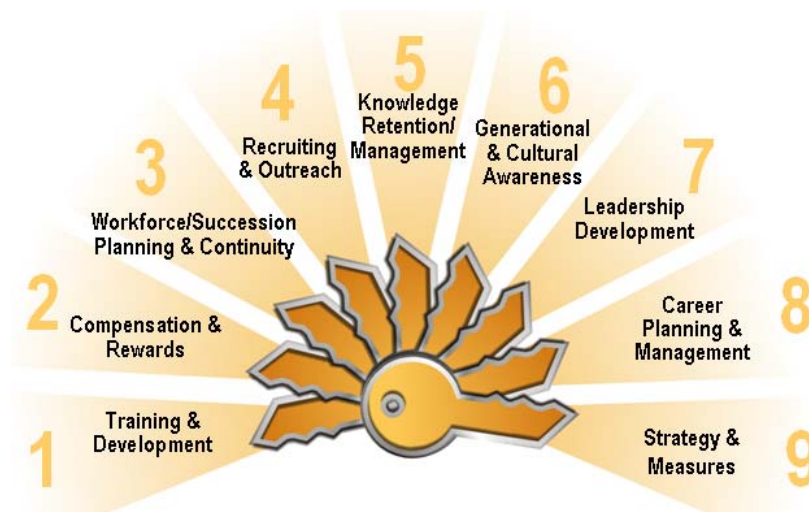 1
Training &
Development
2
Compensation &
Rewards
3
Workforce/Succession
Planning & Continuity
4
Recruiting
& Outreach
5
Knowledge
Retention/
Management
6
Generational
& Cultural
Awareness
7
Leadership
Development
8
Career
Planning &
Management
9
Strategy &
Measures